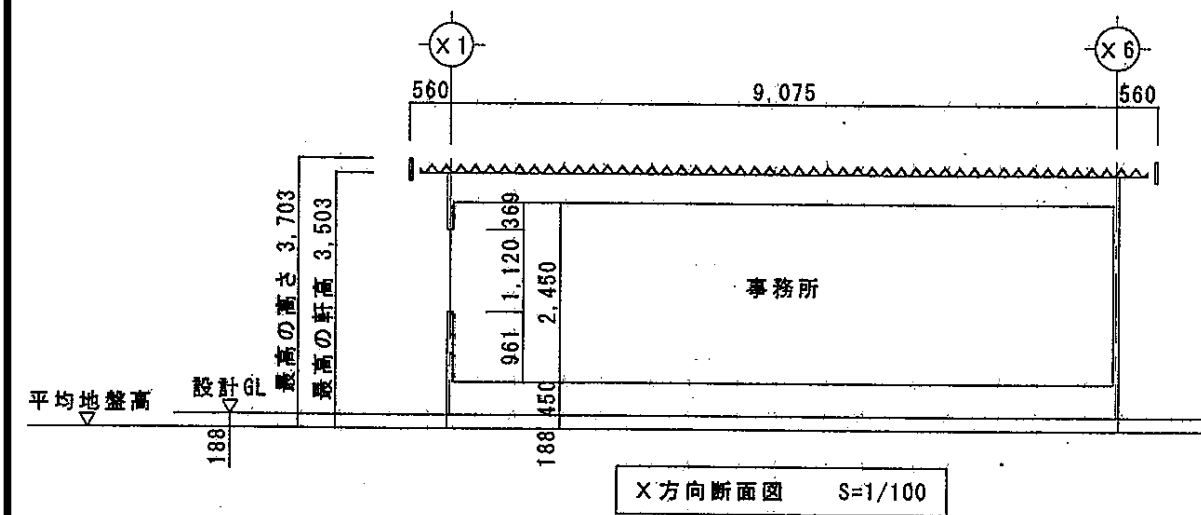 X1
X6
560
9,075
560
最高の高さ 3,703
最高の軒高 3,503
369
1,120
961
2,450
事務所
平均地盤高
設計GL
188
450
188
X方向断面図 S=1/100